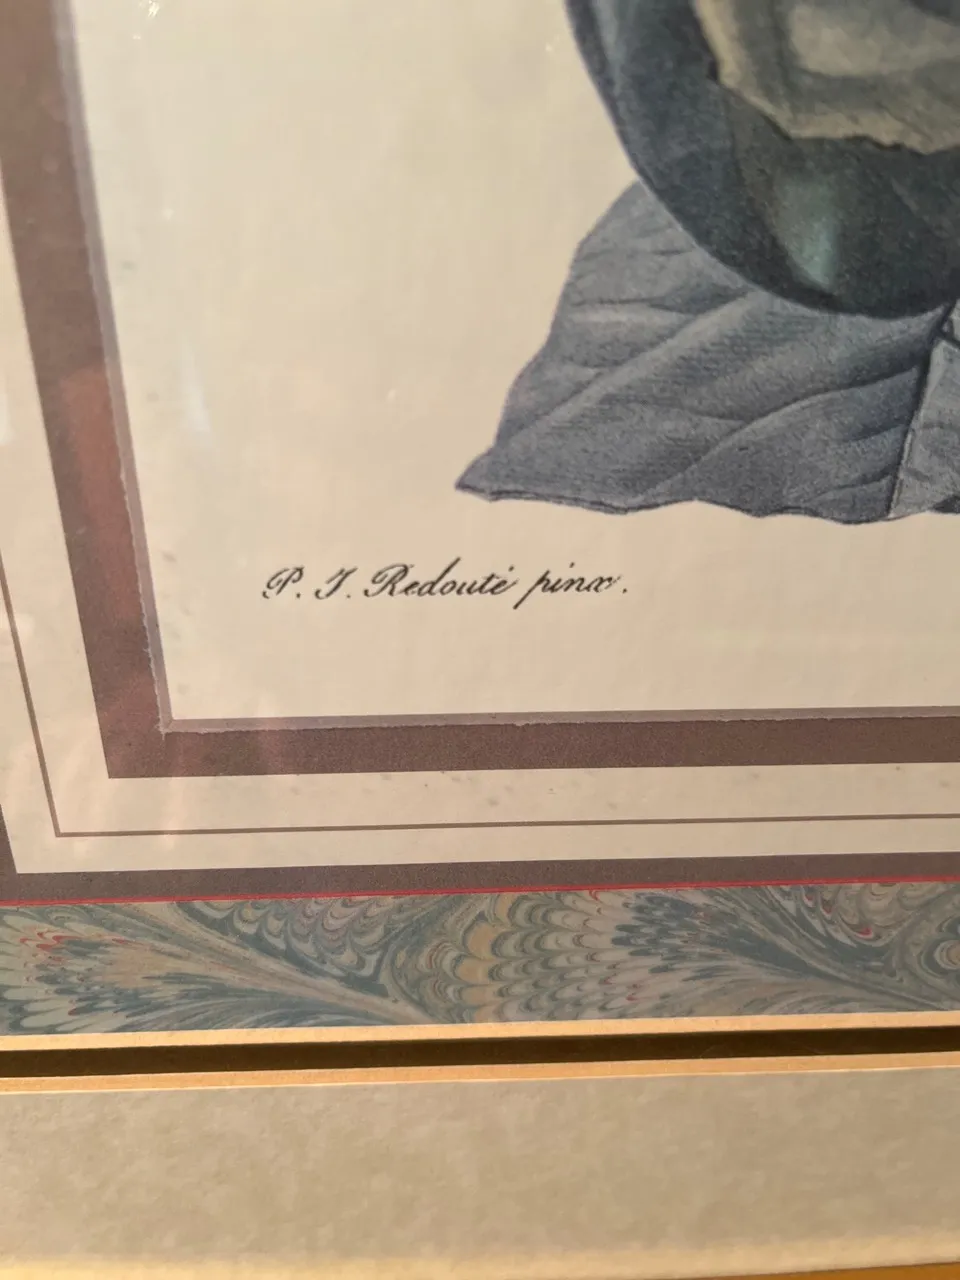 P. J. Redouté pinx.